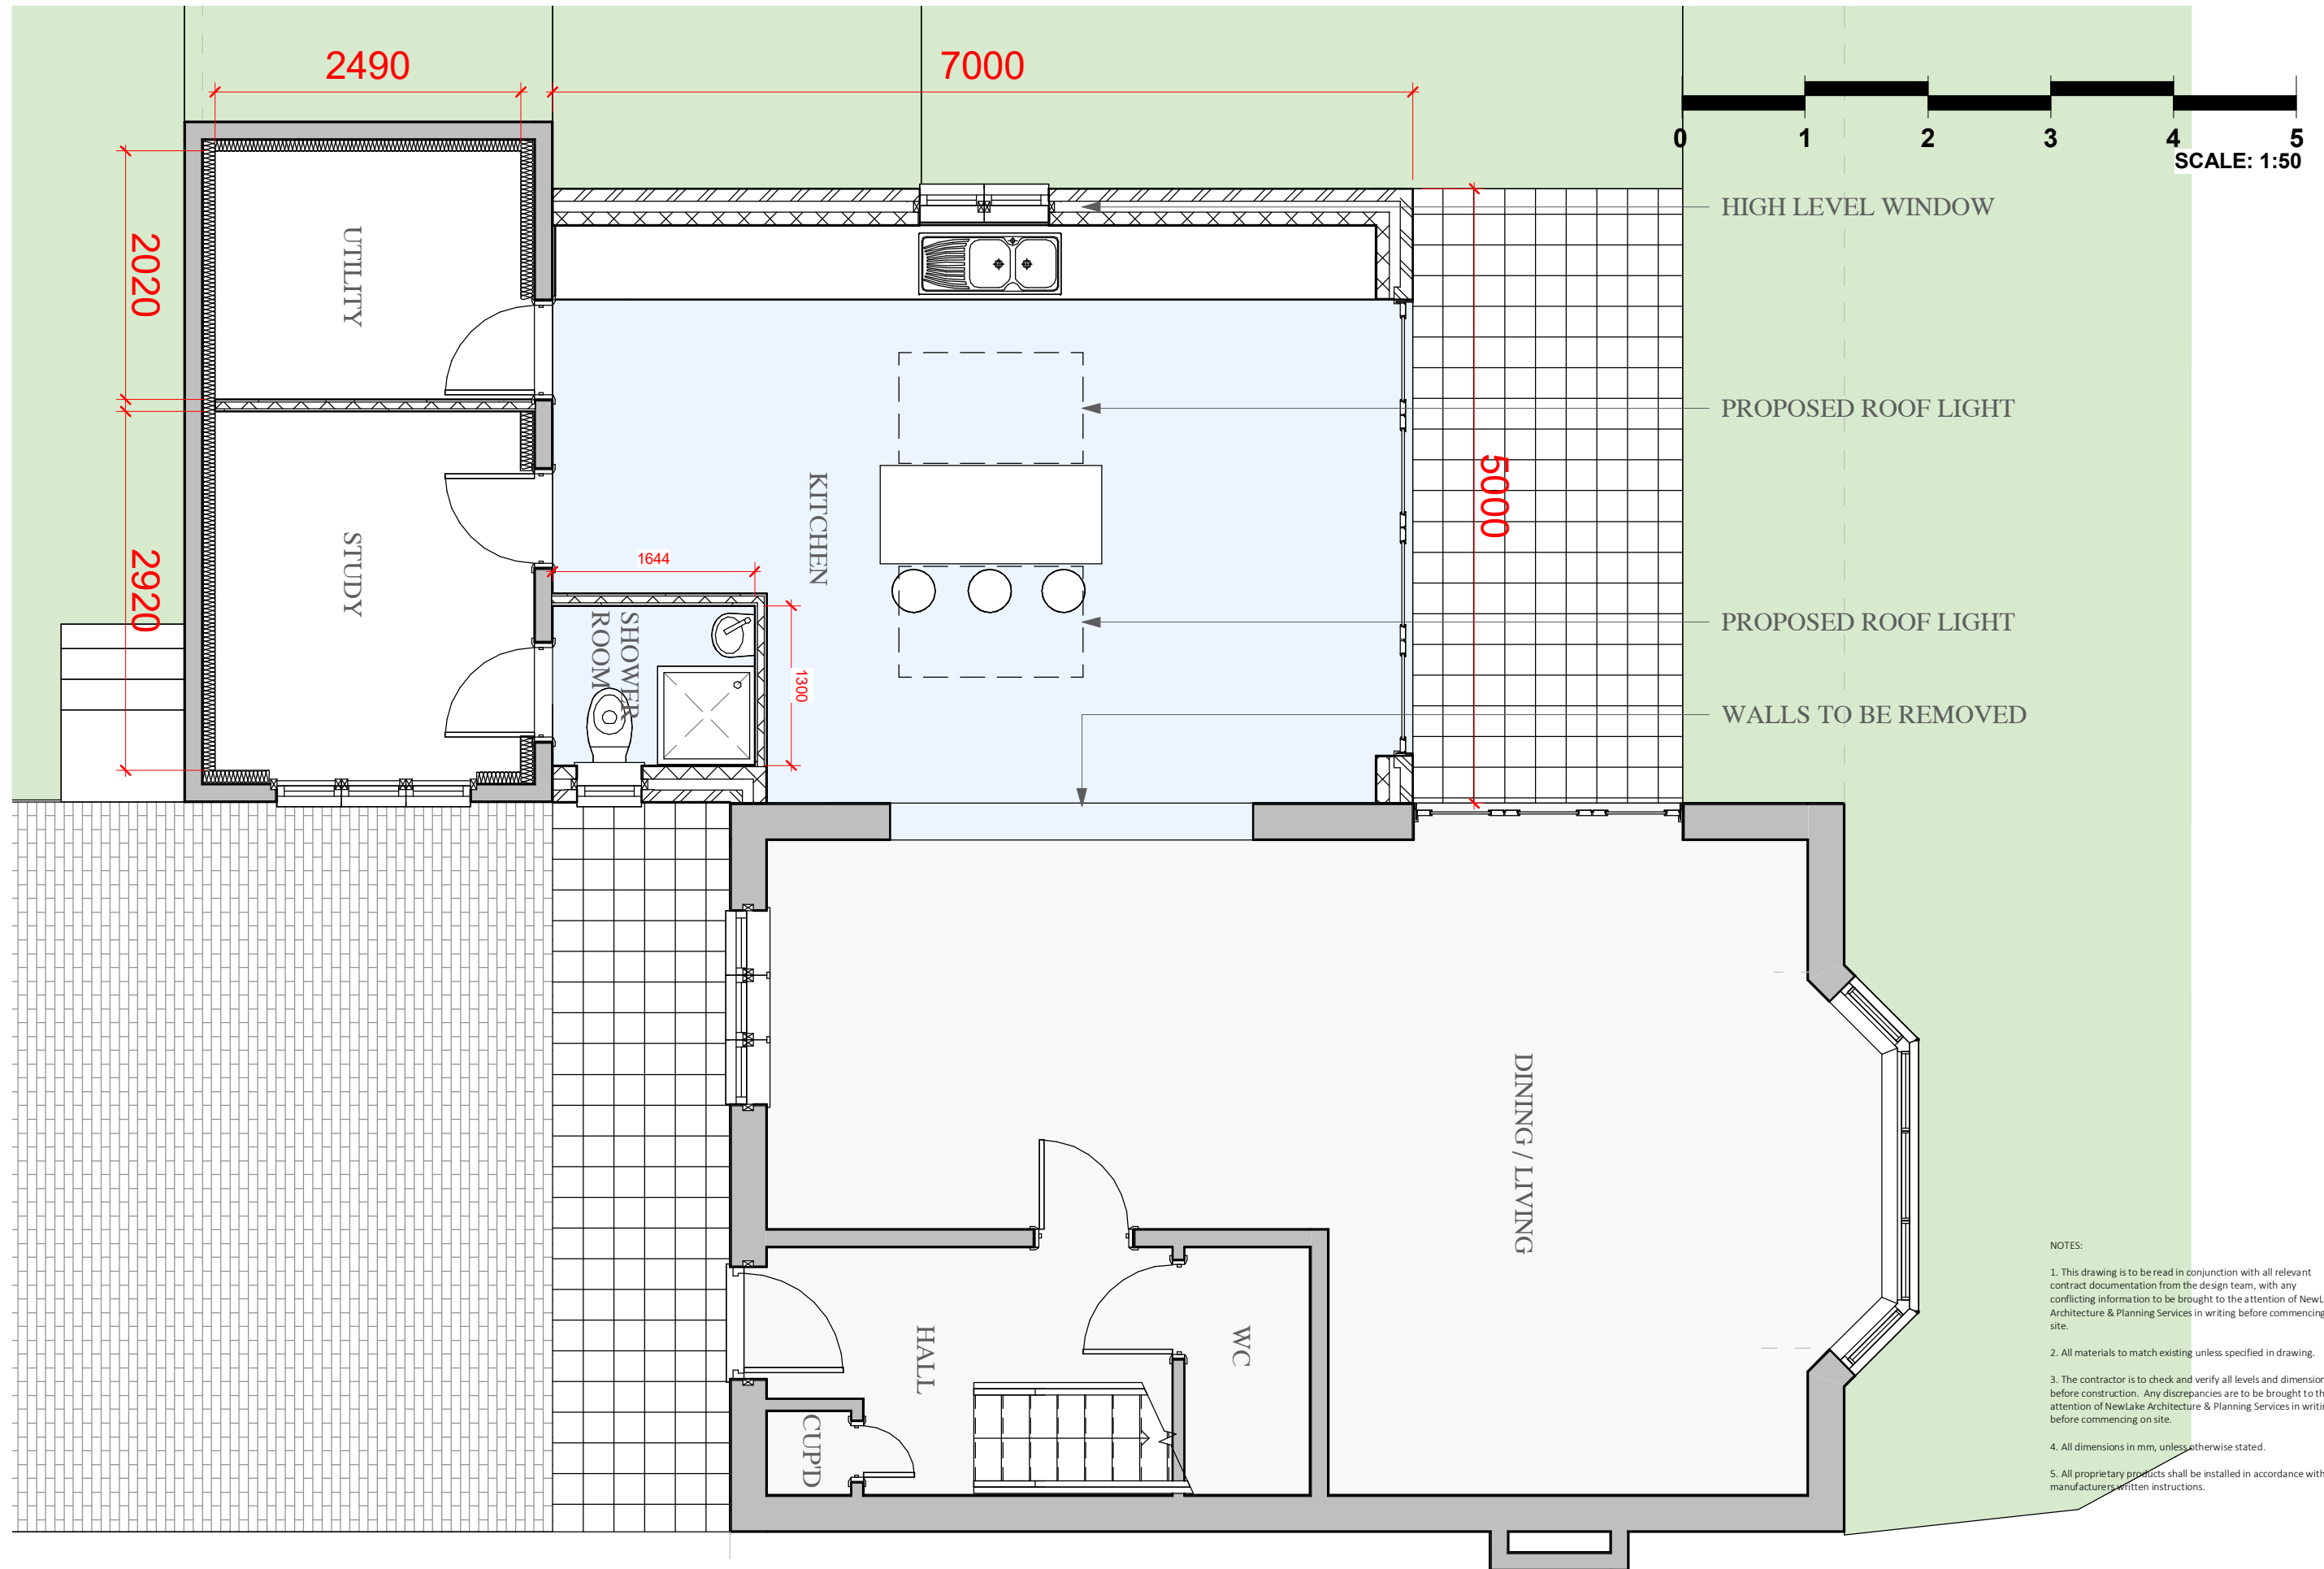 2490
7000
0 1 2 3 4 5
SCALE: 1:50
HIGH LEVEL WINDOW
UTILITY
2020
PROPOSED ROOF LIGHT
KITCHEN
5000
STUDY
2920
1644
SHOWER
ROOM
1300
PROPOSED ROOF LIGHT
WALLS TO BE REMOVED
DINING / LIVING
HALL
WC
CUP'D
NOTES:
1. This drawing is to be read in conjunction with all relevant
contract documentation from the design team, with any
conflicting information to be brought to the attention of NewL
Architecture & Planning Services in writing before commencing
site.
2. All materials to match existing unless specified in drawing.
3. The contractor is to check and verify all levels and dimension
before construction. Any discrepancies are to be brought to th
attention of NewLake Architecture & Planning Services in writi
before commencing on site.
4. All dimensions in mm, unless otherwise stated.
5. All proprietary products shall be installed in accordance with
manufacturers written instructions.